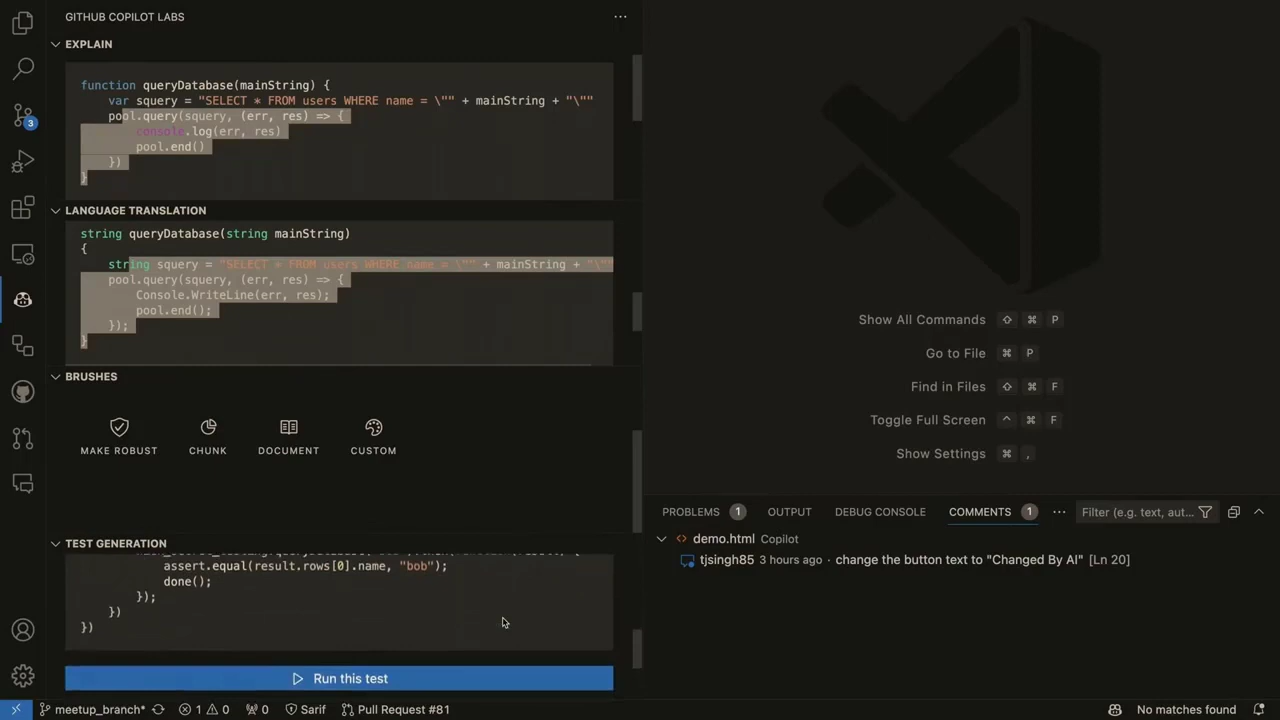 GITHUB COPILOT LABS
EXPLAIN
function queryDatabase(mainString) {
var squery = "SELECT * FROM users WHERE name = \"" + mainString + "\""
pool.query(squery, (err, res) => {
console.log(err, res)
pool.end()
})
}
LANGUAGE TRANSLATION
string queryDatabase(string mainString)
{
string squery = "SELECT * FROM users WHERE name = \"" + mainString + "\""
pool.query(squery, (err, res) => {
Console.WriteLine(err, res);
pool.end();
});
}
BRUSHES
MAKE ROBUST CHUNK DOCUMENT CUSTOM
TEST GENERATION
assert.equal(result.rows[0].name, "bob");
done();
});
})
})
Run this test
Show All Commands ⇧ ⌘ P
Go to File ⌘ P
Find in Files ⇧ ⌘ F
Toggle Full Screen ^ ⌘ F
Show Settings ⌘ ,
PROBLEMS 1 OUTPUT DEBUG CONSOLE COMMENTS 1 ··· Filter (e.g. text, aut...
demo.html Copilot
tjsingh85 3 hours ago · change the button text to "Changed By AI" [Ln 20]
3
meetup_branch* 1 0 0 Sarif Pull Request #81 No matches found